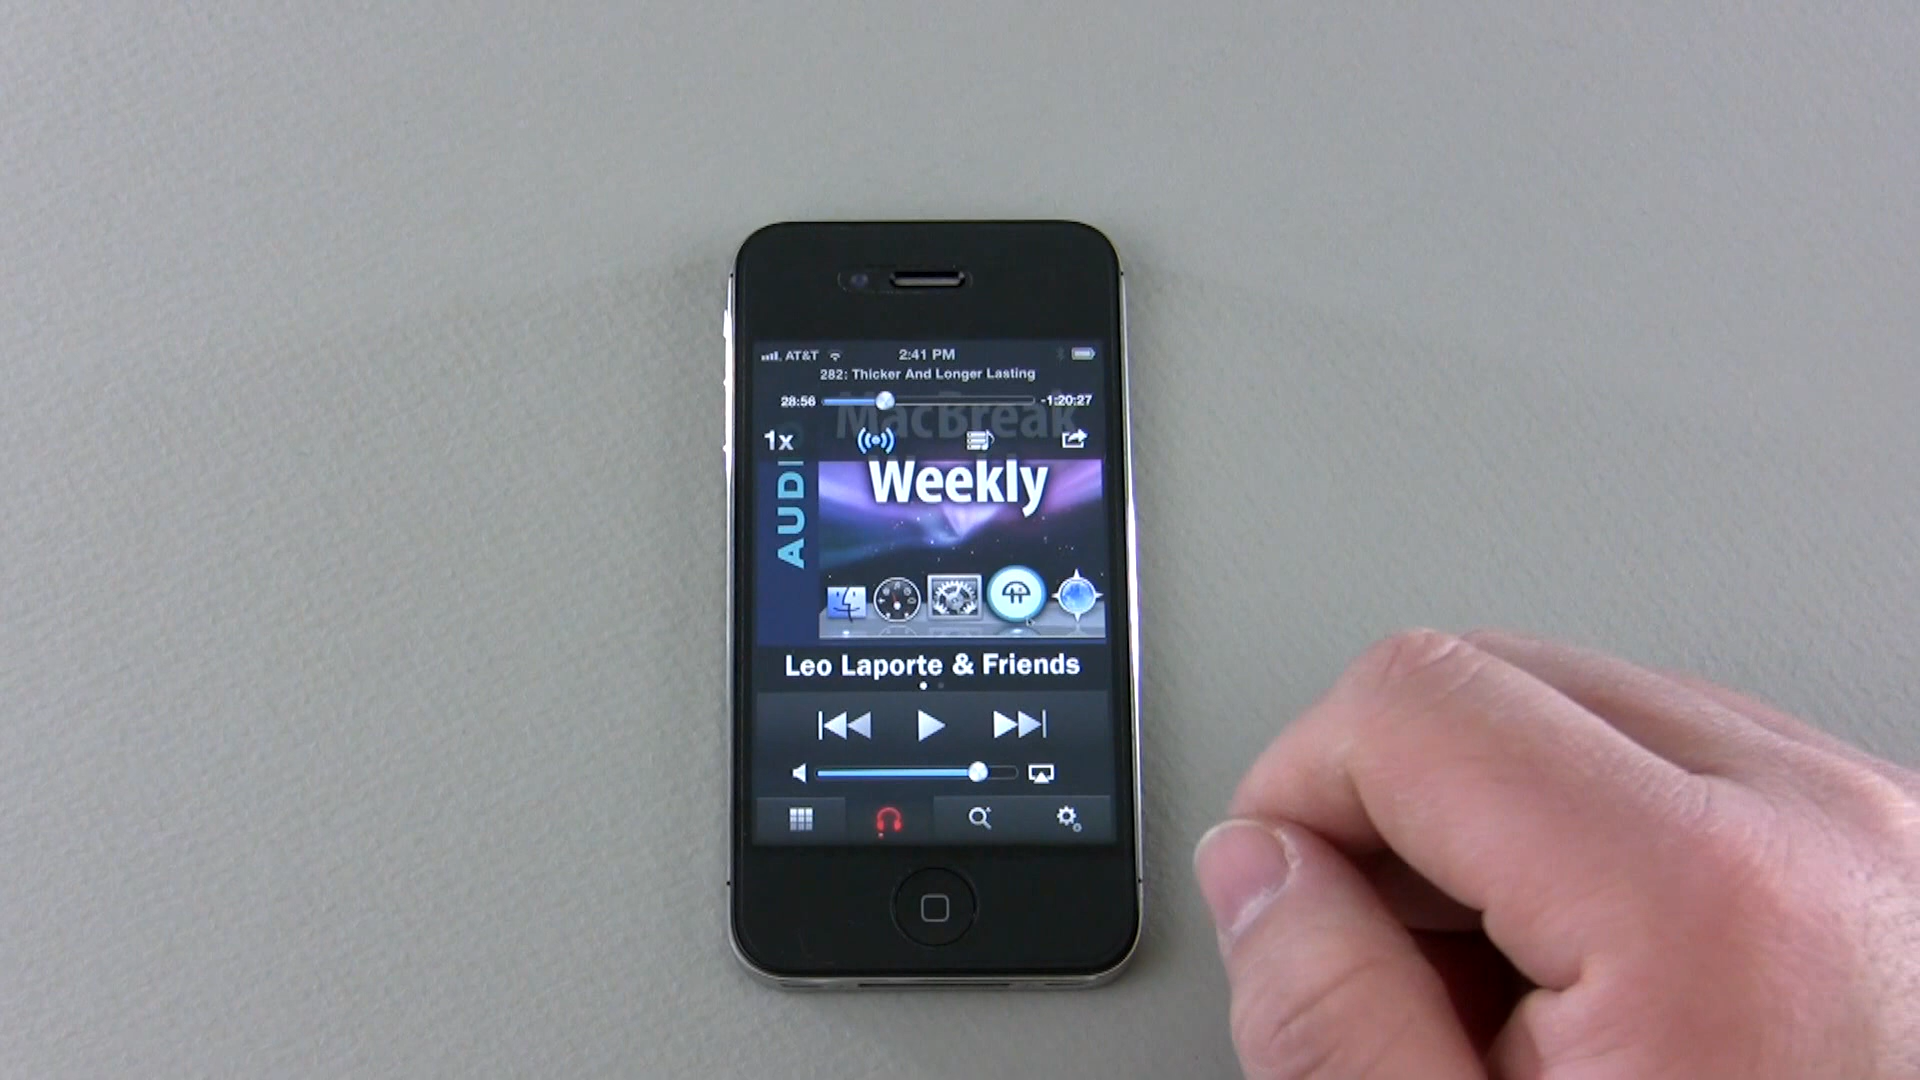 AT&T 2:41 PM
282: Thicker And Longer Lasting
28:56 -1:20:27
MacBreak
1x
Weekly
AUDIO
Leo Laporte & Friends